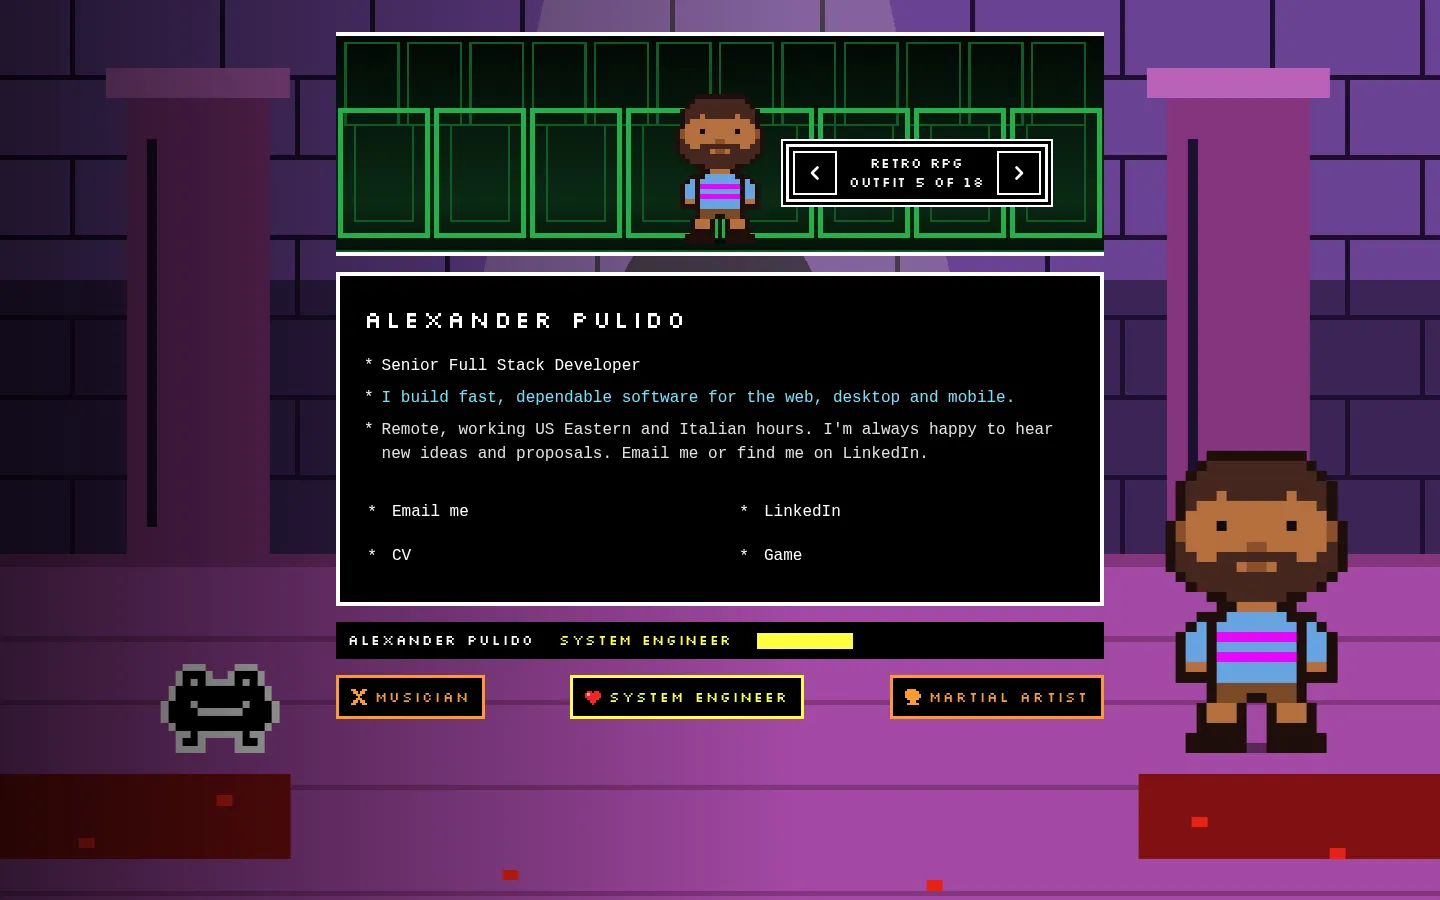 RETRO RPG
OUTFIT 5 OF 18
ALEXANDER PULIDO
* Senior Full Stack Developer
* I build fast, dependable software for the web, desktop and mobile.
* Remote, working US Eastern and Italian hours. I'm always happy to hear
new ideas and proposals. Email me or find me on LinkedIn.
* Email me
* LinkedIn
* CV
* Game
ALEXANDER PULIDO SYSTEM ENGINEER
MUSICIAN
SYSTEM ENGINEER
MARTIAL ARTIST